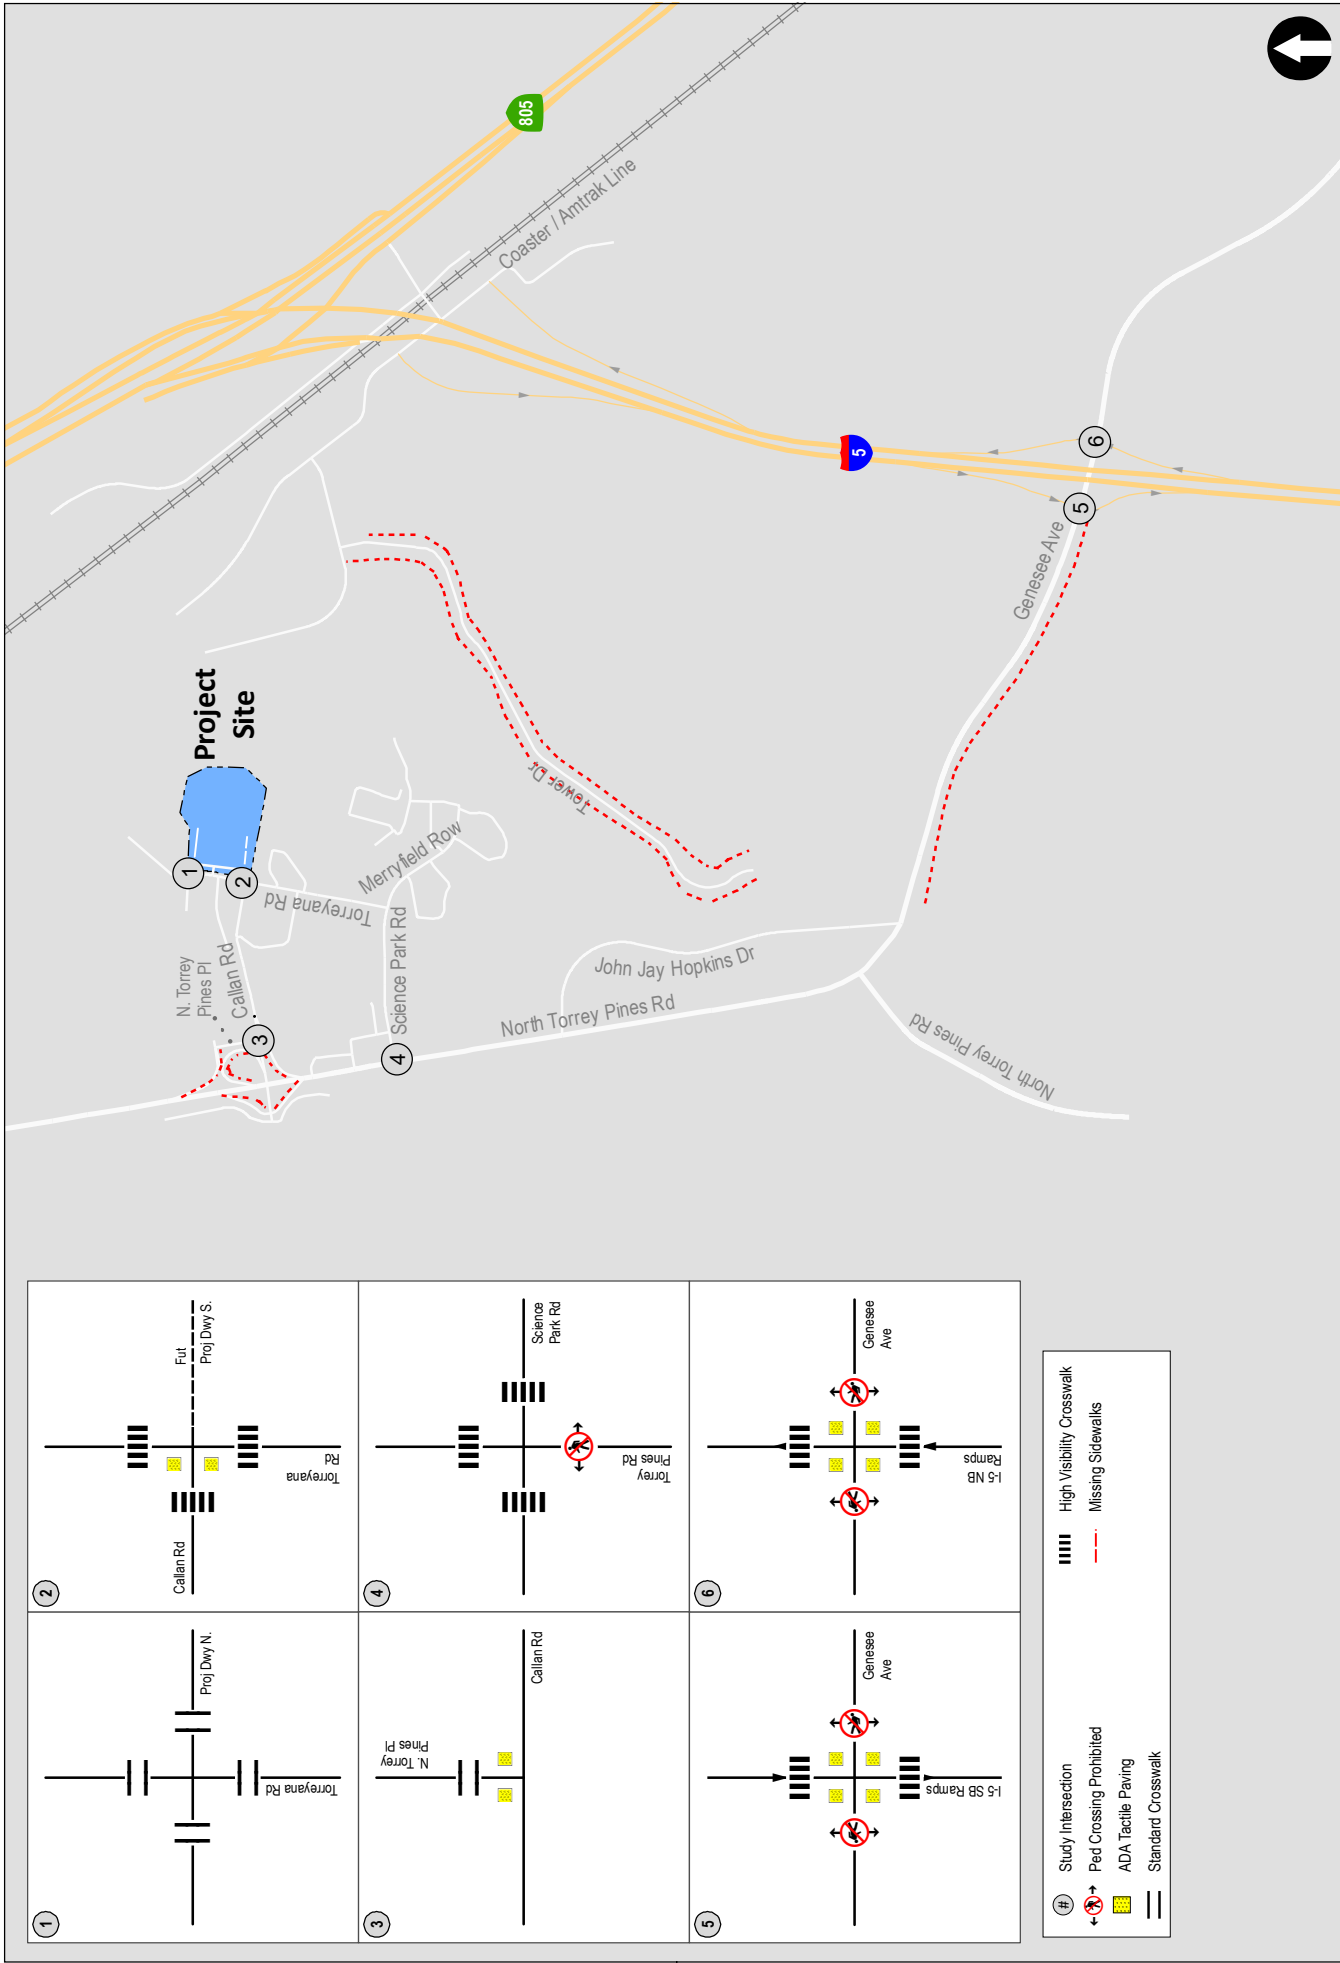 805
Coaster / Amtrak Line
5
6
5
Genesee Ave
Project
Site
1
2
Torreyana Rd
Merryfield Row
Tower Dr
N. Torrey
Pines Pl
Callan Rd
3
Science Park Rd
4
John Jay Hopkins Dr
North Torrey Pines Rd
North Torrey Pines Rd
1
Proj Dwy N.
Torreyana Rd
2
Callan Rd
Fut
Proj Dwy S.
Torreyana
Rd
3
N. Torrey
Pines Pl
Callan Rd
4
Science
Park Rd
Torrey
Pines Rd
5
Genesee
Ave
I-5 SB Ramps
6
Genesee
Ave
I-5 NB
Ramps
# Study Intersection
Ped Crossing Prohibited
ADA Tactile Paving
Standard Crosswalk
High Visibility Crosswalk
Missing Sidewalks